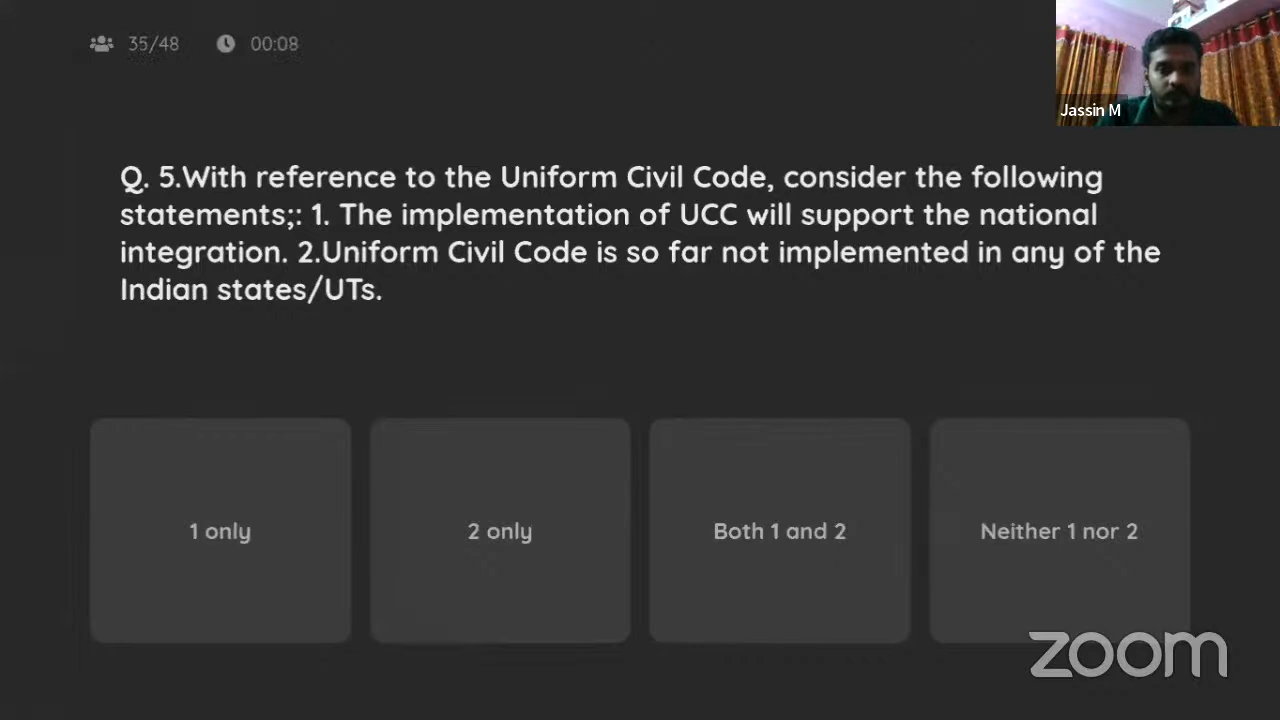 35/48 00:08
Jassin M
Q. 5.With reference to the Uniform Civil Code, consider the following
statements;: 1. The implementation of UCC will support the national
integration. 2.Uniform Civil Code is so far not implemented in any of the
Indian states/UTs.
1 only
2 only
Both 1 and 2
Neither 1 nor 2
zoom